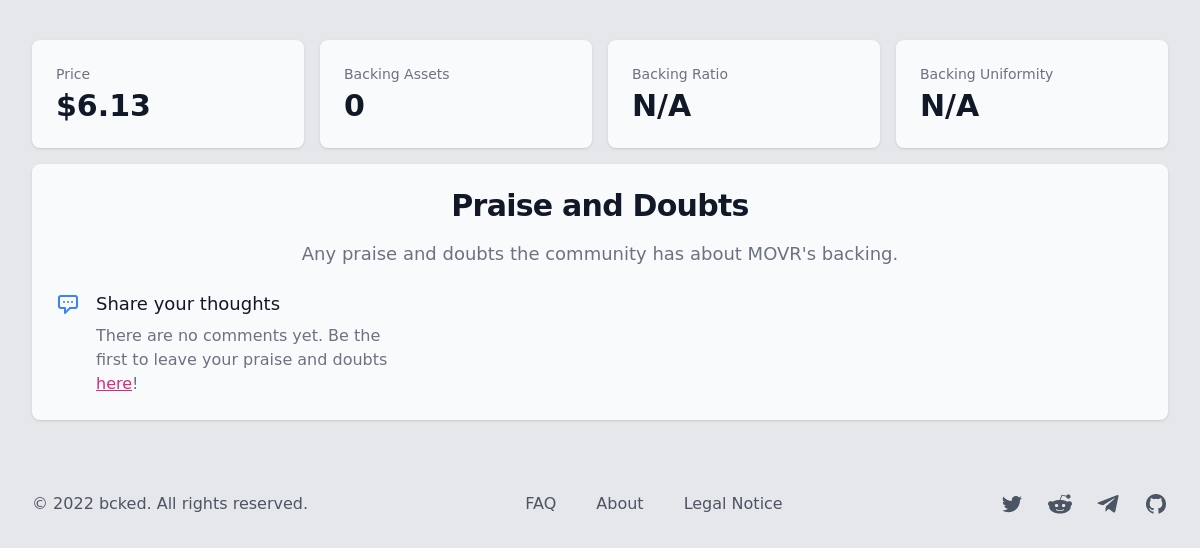 Price
$6.13
Backing Assets
0
Backing Ratio
N/A
Backing Uniformity
N/A
Praise and Doubts
Any praise and doubts the community has about MOVR's backing.
Share your thoughts
There are no comments yet. Be the
first to leave your praise and doubts
here!
© 2022 bcked. All rights reserved.
FAQ
About
Legal Notice